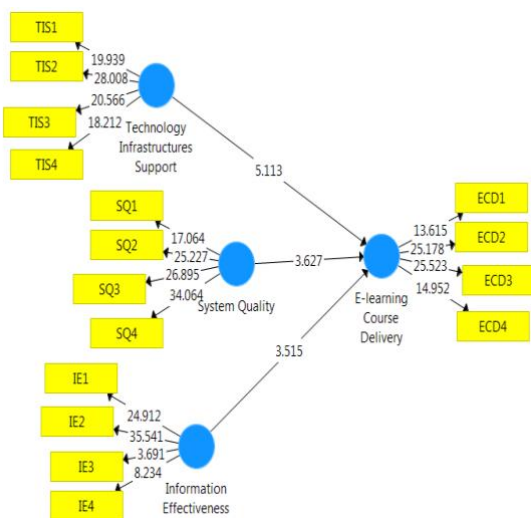 TIS1
19.939
TIS2
28.008
20.566
TIS3
18.212
TIS4
Technology
Infrastructures
Support
5.113
SQ1
17.064
SQ2
25.227
26.895
SQ3
34.064
SQ4
System Quality
3.627
ECD1
13.615
ECD2
25.178
25.523
ECD3
14.952
ECD4
E-learning
Course
Delivery
3.515
IE1
24.912
IE2
35.541
3.691
IE3
8.234
IE4
Information
Effectiveness